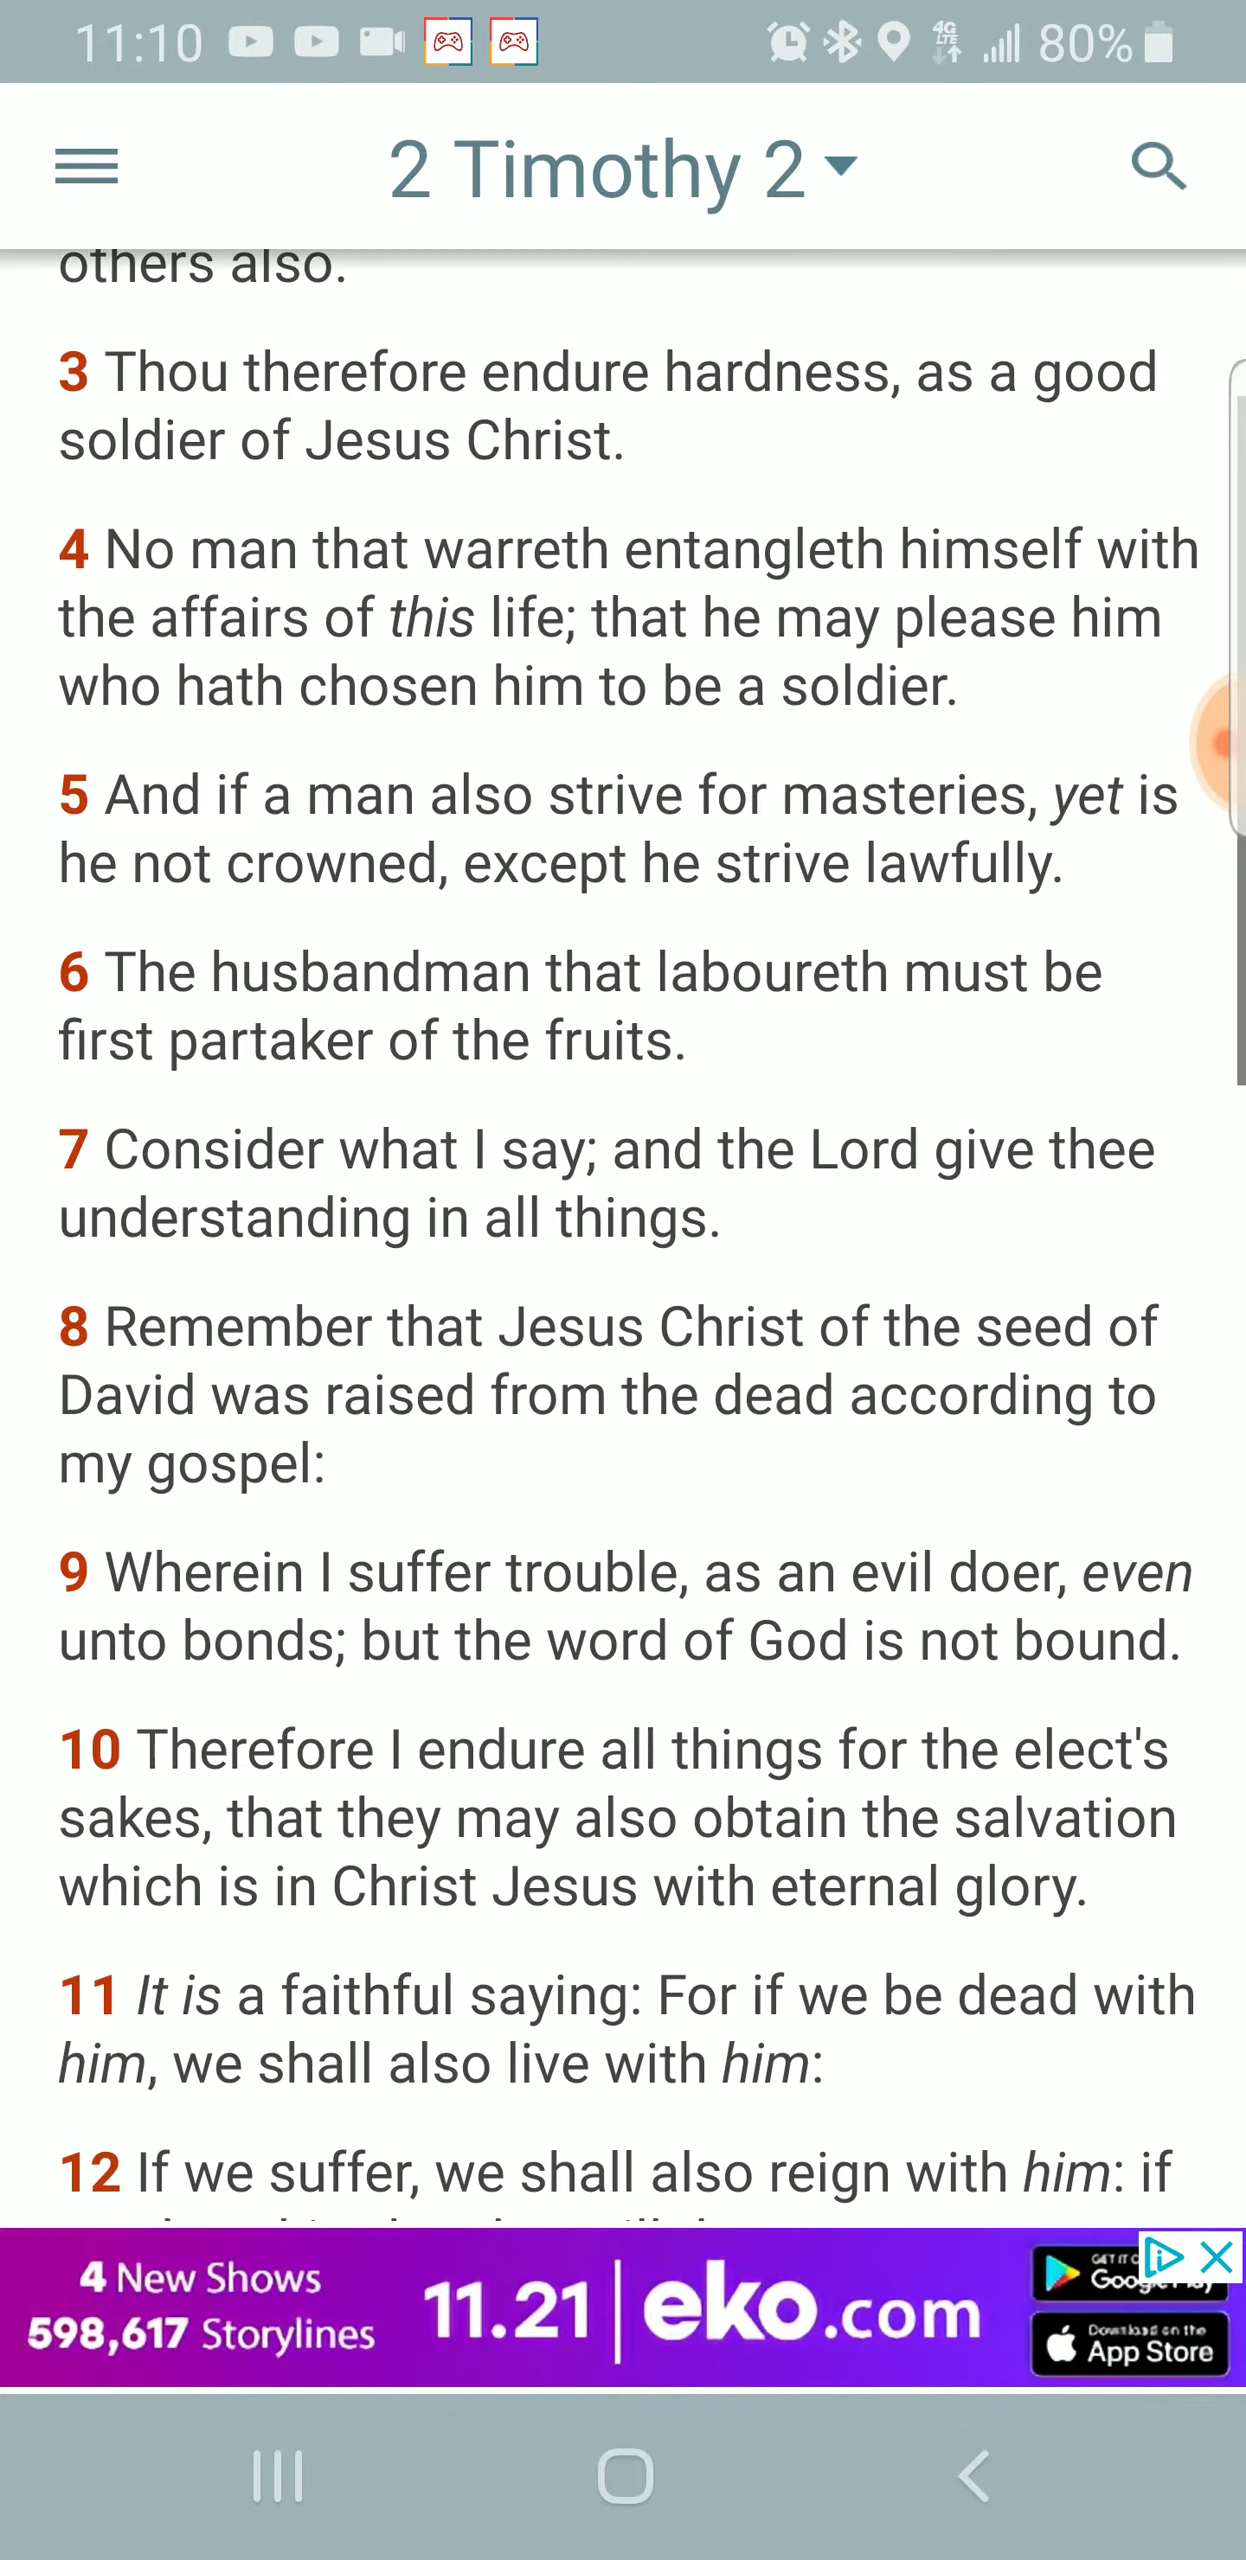 11:10
4G
LTE
80%
2 Timothy 2
others also.
3 Thou therefore endure hardness, as a good
soldier of Jesus Christ.
4 No man that warreth entangleth himself with
the affairs of this life; that he may please him
who hath chosen him to be a soldier.
5 And if a man also strive for masteries, yet is
he not crowned, except he strive lawfully.
6 The husbandman that laboureth must be
first partaker of the fruits.
7 Consider what I say; and the Lord give thee
understanding in all things.
8 Remember that Jesus Christ of the seed of
David was raised from the dead according to
my gospel:
9 Wherein I suffer trouble, as an evil doer, even
unto bonds; but the word of God is not bound.
10 Therefore I endure all things for the elect's
sakes, that they may also obtain the salvation
which is in Christ Jesus with eternal glory.
11 It is a faithful saying: For if we be dead with
him, we shall also live with him:
12 If we suffer, we shall also reign with him: if
4 New Shows
598,617 Storylines
11.21 | eko.com
GET IT
Google Play
Download on the
App Store